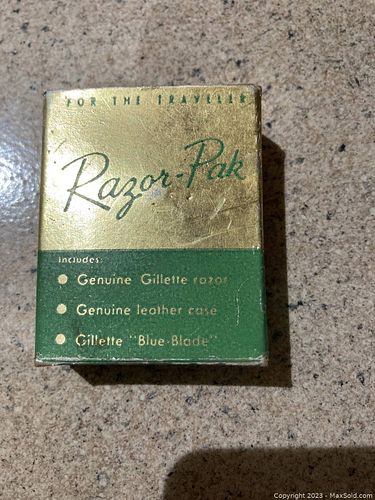 FOR THE TRAVELLER
Razor-Pak
includes:
Genuine Gillette razor
Genuine leather case
Gillette "Blue-Blade"
Copyright 2023 - MaxSold.com